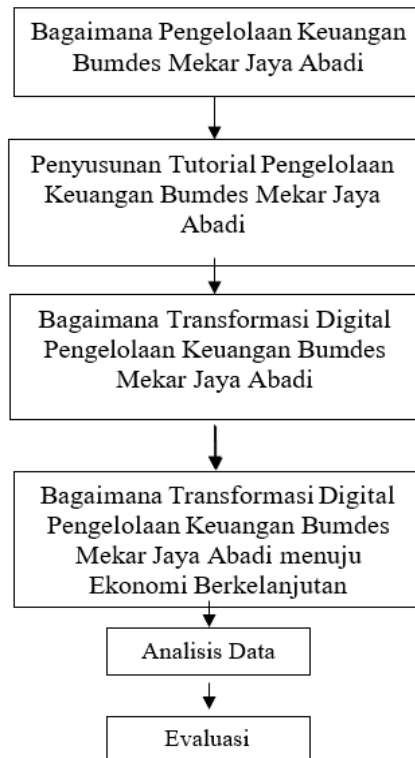 Bagaimana Pengelolaan Keuangan
Bumdes Mekar Jaya Abadi
Penyusunan Tutorial Pengelolaan
Keuangan Bumdes Mekar Jaya
Abadi
Bagaimana Transformasi Digital
Pengelolaan Keuangan Bumdes
Mekar Jaya Abadi
Bagaimana Transformasi Digital
Pengelolaan Keuangan Bumdes
Mekar Jaya Abadi menuju
Ekonomi Berkelanjutan
Analisis Data
Evaluasi